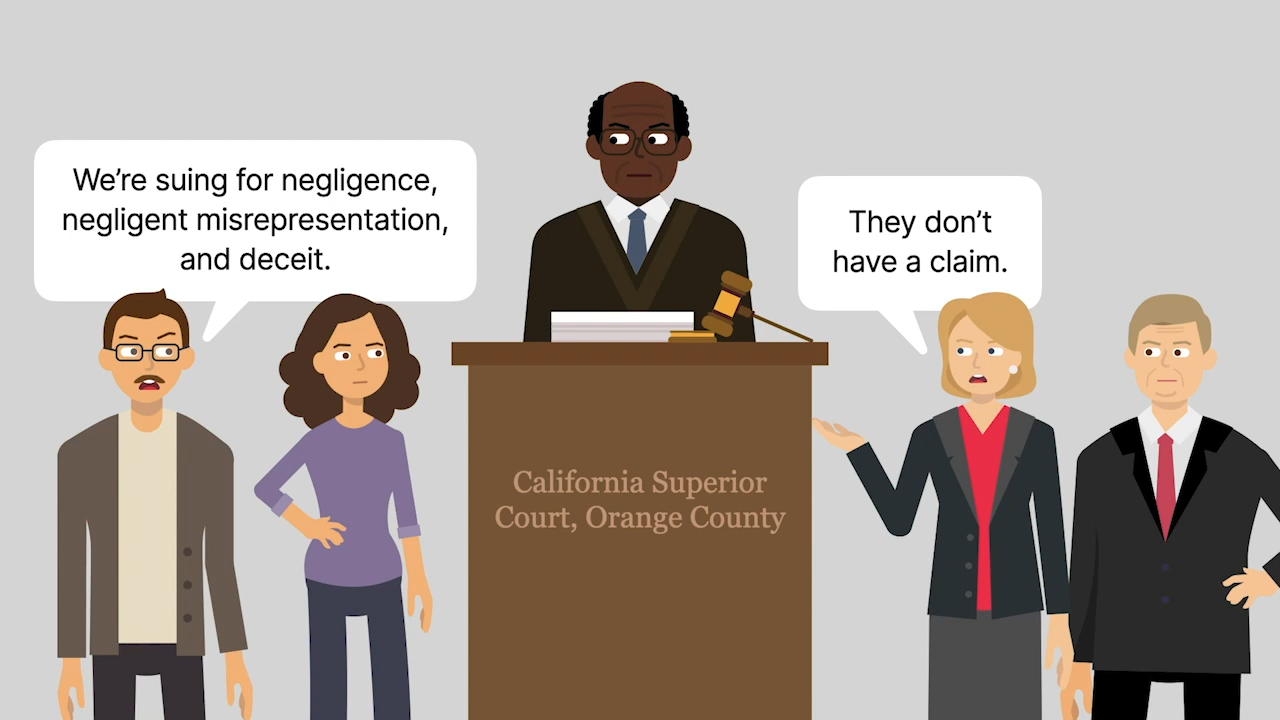 We’re suing for negligence,
negligent misrepresentation,
and deceit.
They don’t
have a claim.
California Superior
Court, Orange County